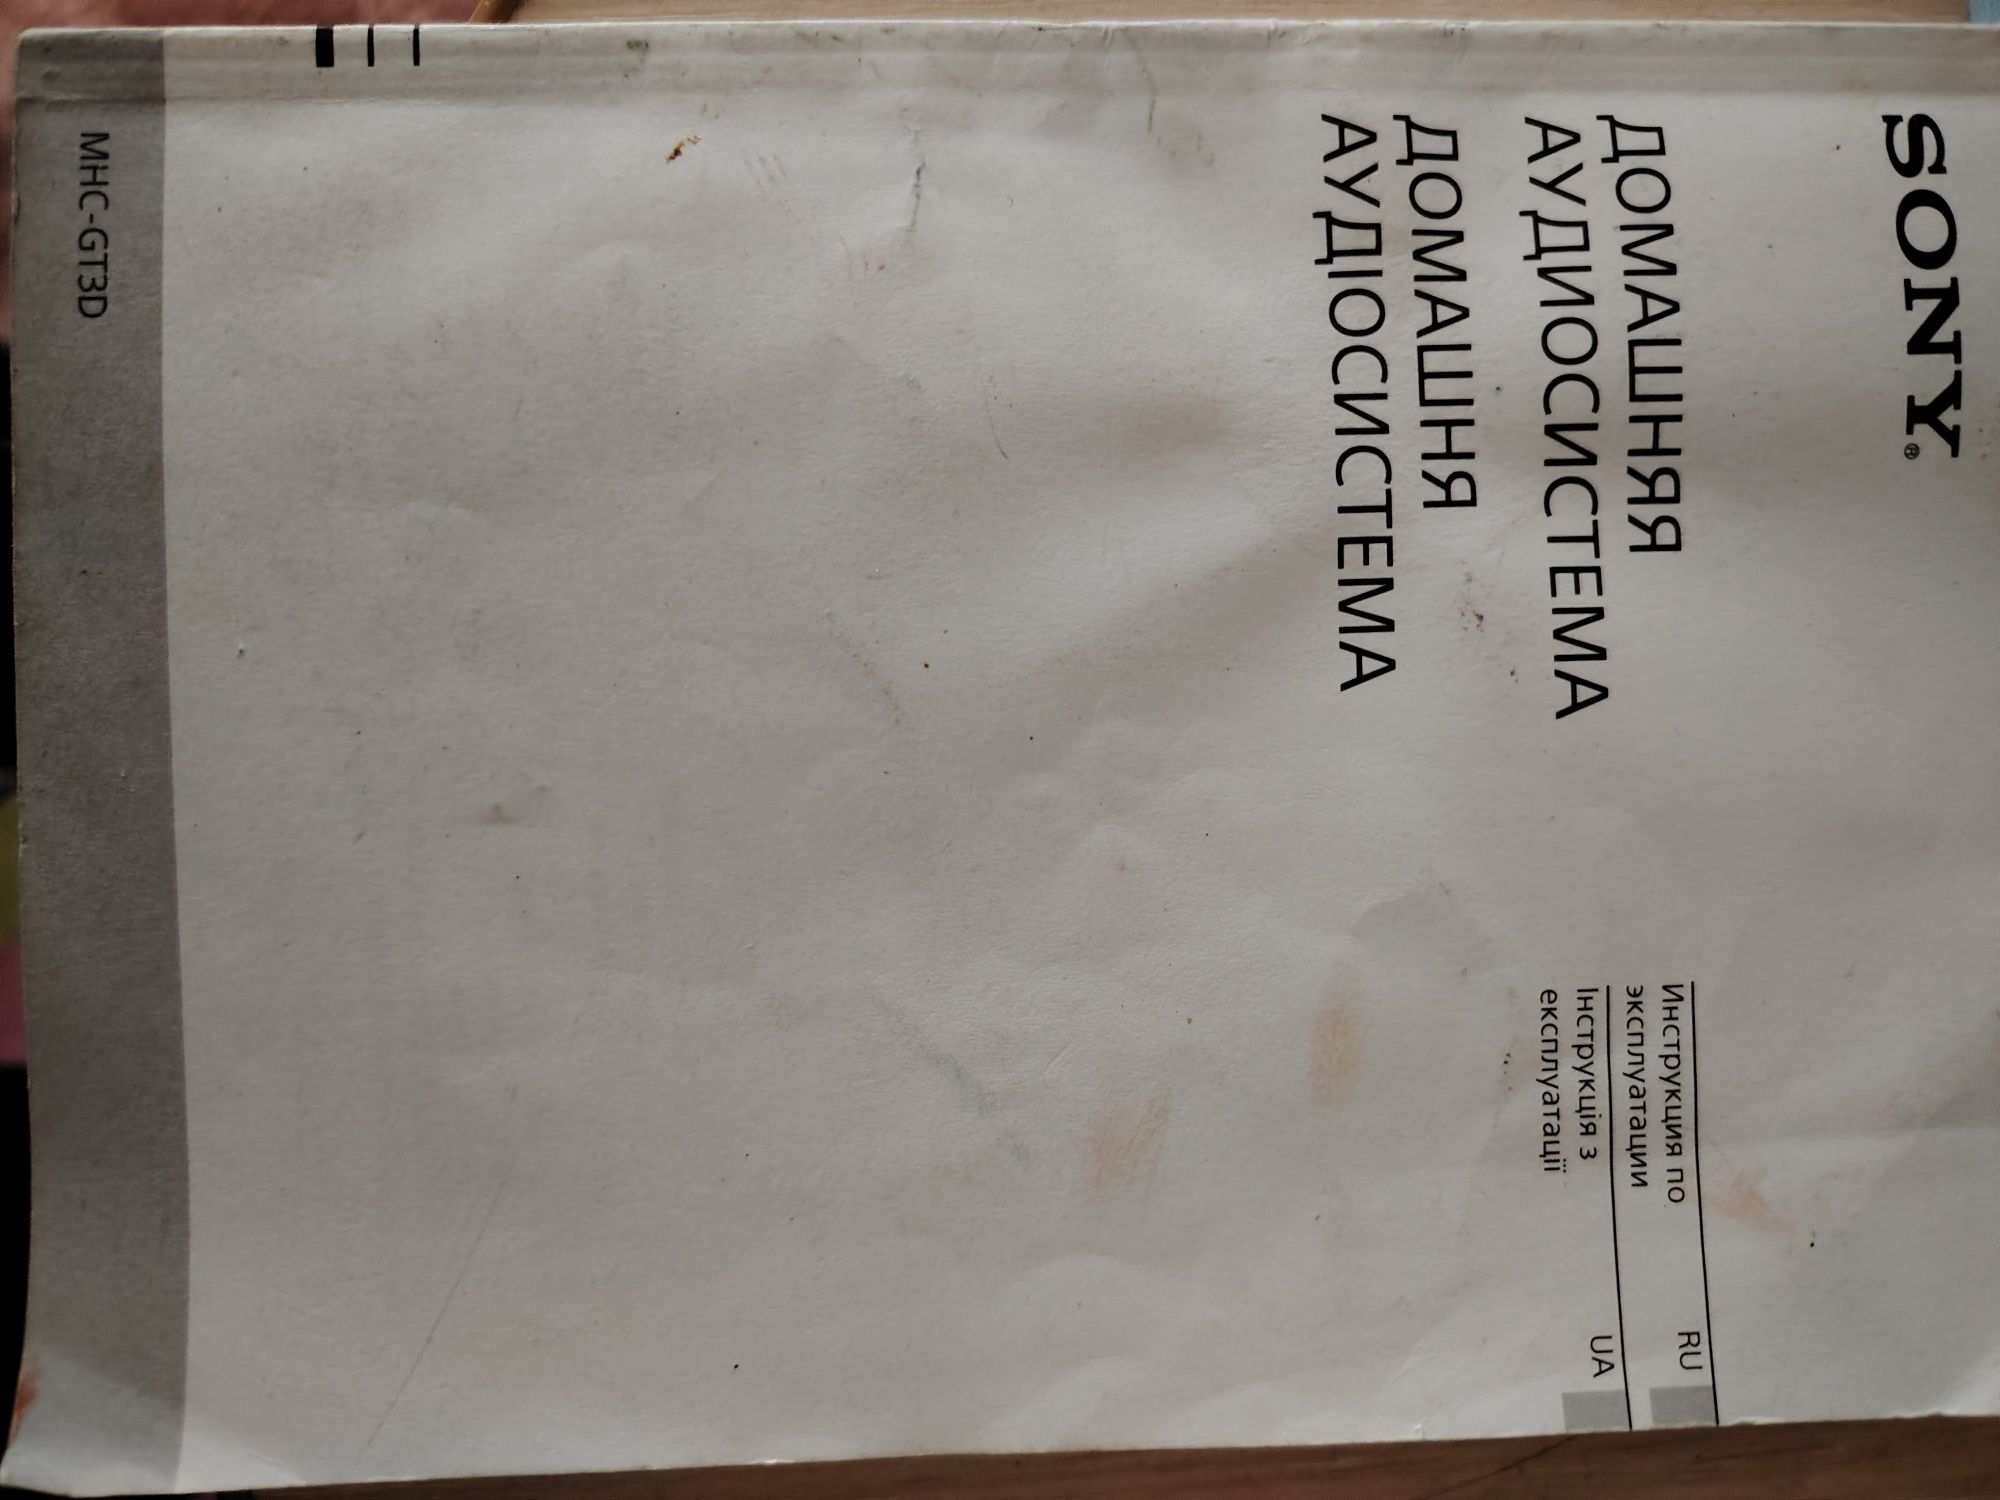 SONY®
ДОМАШНЯЯ
АУДИОСИСТЕМА
ДОМАШНЯ
АУДІОСИСТЕМА
Инструкция по
эксплуатации
RU
Інструкція з
експлуатації
UA
MHC-GT3D